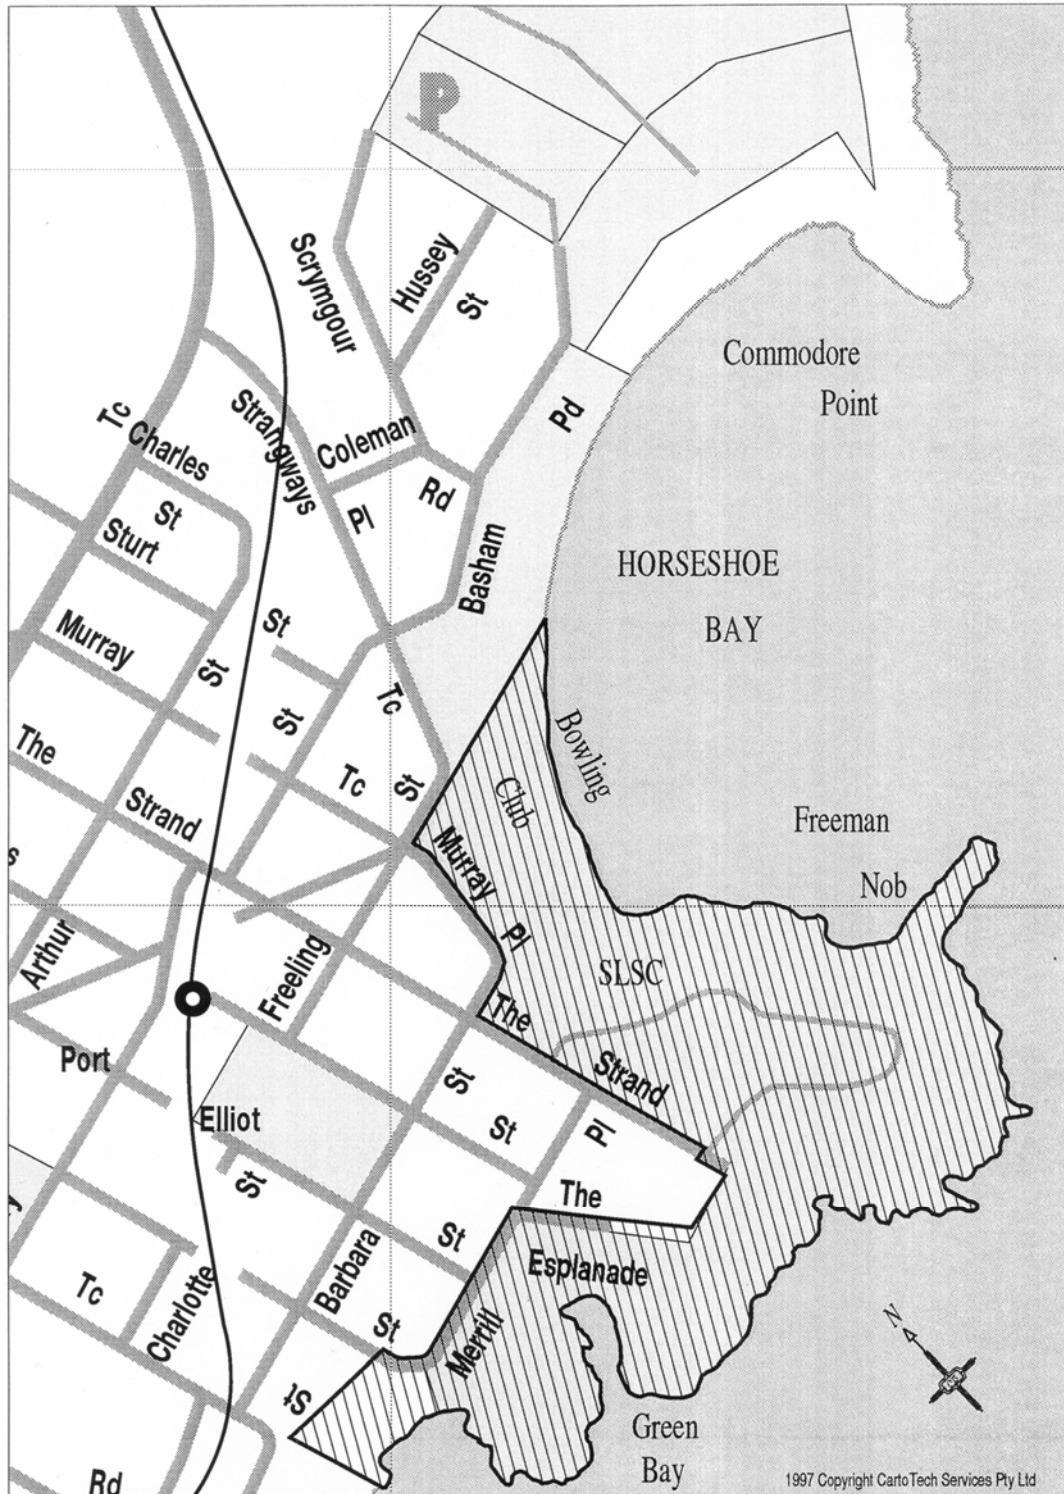 P
Scrymgour
Hussey
St
Commodore
Point
Tc
Strangways
Coleman
Pd
Charles
St
Pl
Rd
Sturt
Basham
HORSESHOE
BAY
Murray
St
St
St
Tc
The
Tc
St
Bowling
Club
Strand
Murray
Pl
Freeman
Nob
s
Arthur
Freeling
SLSC
The
Strand
Port
St
St
Pl
Elliot
St
The
St
Esplanade
Barbara
Tc
Charlotte
St
Merrill
St
N
Green
Bay
Rd
1997 Copyright CartoTech Services Pty Ltd